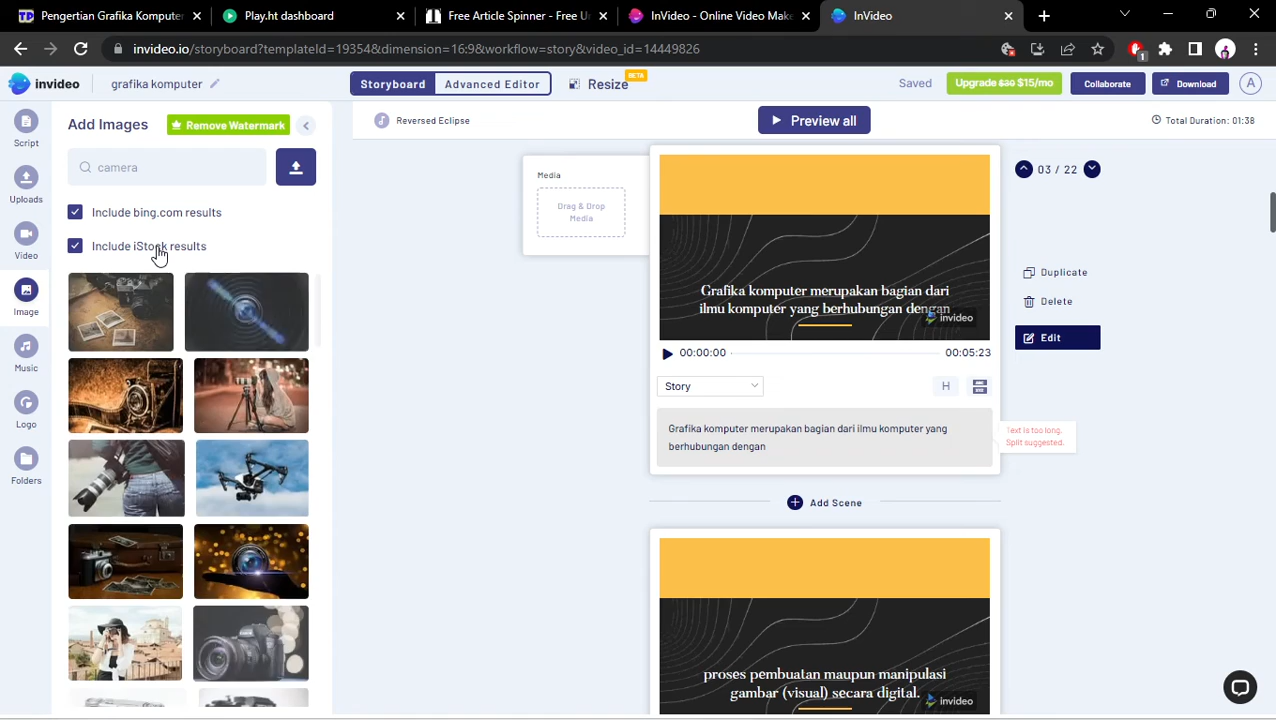 Pengertian Grafika Komputer
Play.ht dashboard
Free Article Spinner - Free Un
InVideo - Online Video Make
InVideo
invideo.io/storyboard?templateId=193548&dimension=16:9&workflow=story&video_id=14449826
1
invideo
grafika komputer
Storyboard
Advanced Editor
Resize
BETA
Saved
Upgrade $30 $15/mo
Collaborate
Download
A
Script
Uploads
Video
Image
Music
Logo
Folders
Add Images
Remove Watermark
camera
Include bing.com results
Include iStock results
Reversed Eclipse
Preview all
Total Duration: 01:38
Media
Drag & Drop
Media
Grafika komputer merupakan bagian dari
ilmu komputer yang berhubungan dengan
invideo
00:00:00
00:05:23
Story
H
Grafika komputer merupakan bagian dari ilmu komputer yang
berhubungan dengan
Text is too long.
Split suggested.
03 / 22
Duplicate
Delete
Edit
Add Scene
proses pembuatan maupun manipulasi
gambar (visual) secara digital.
invideo